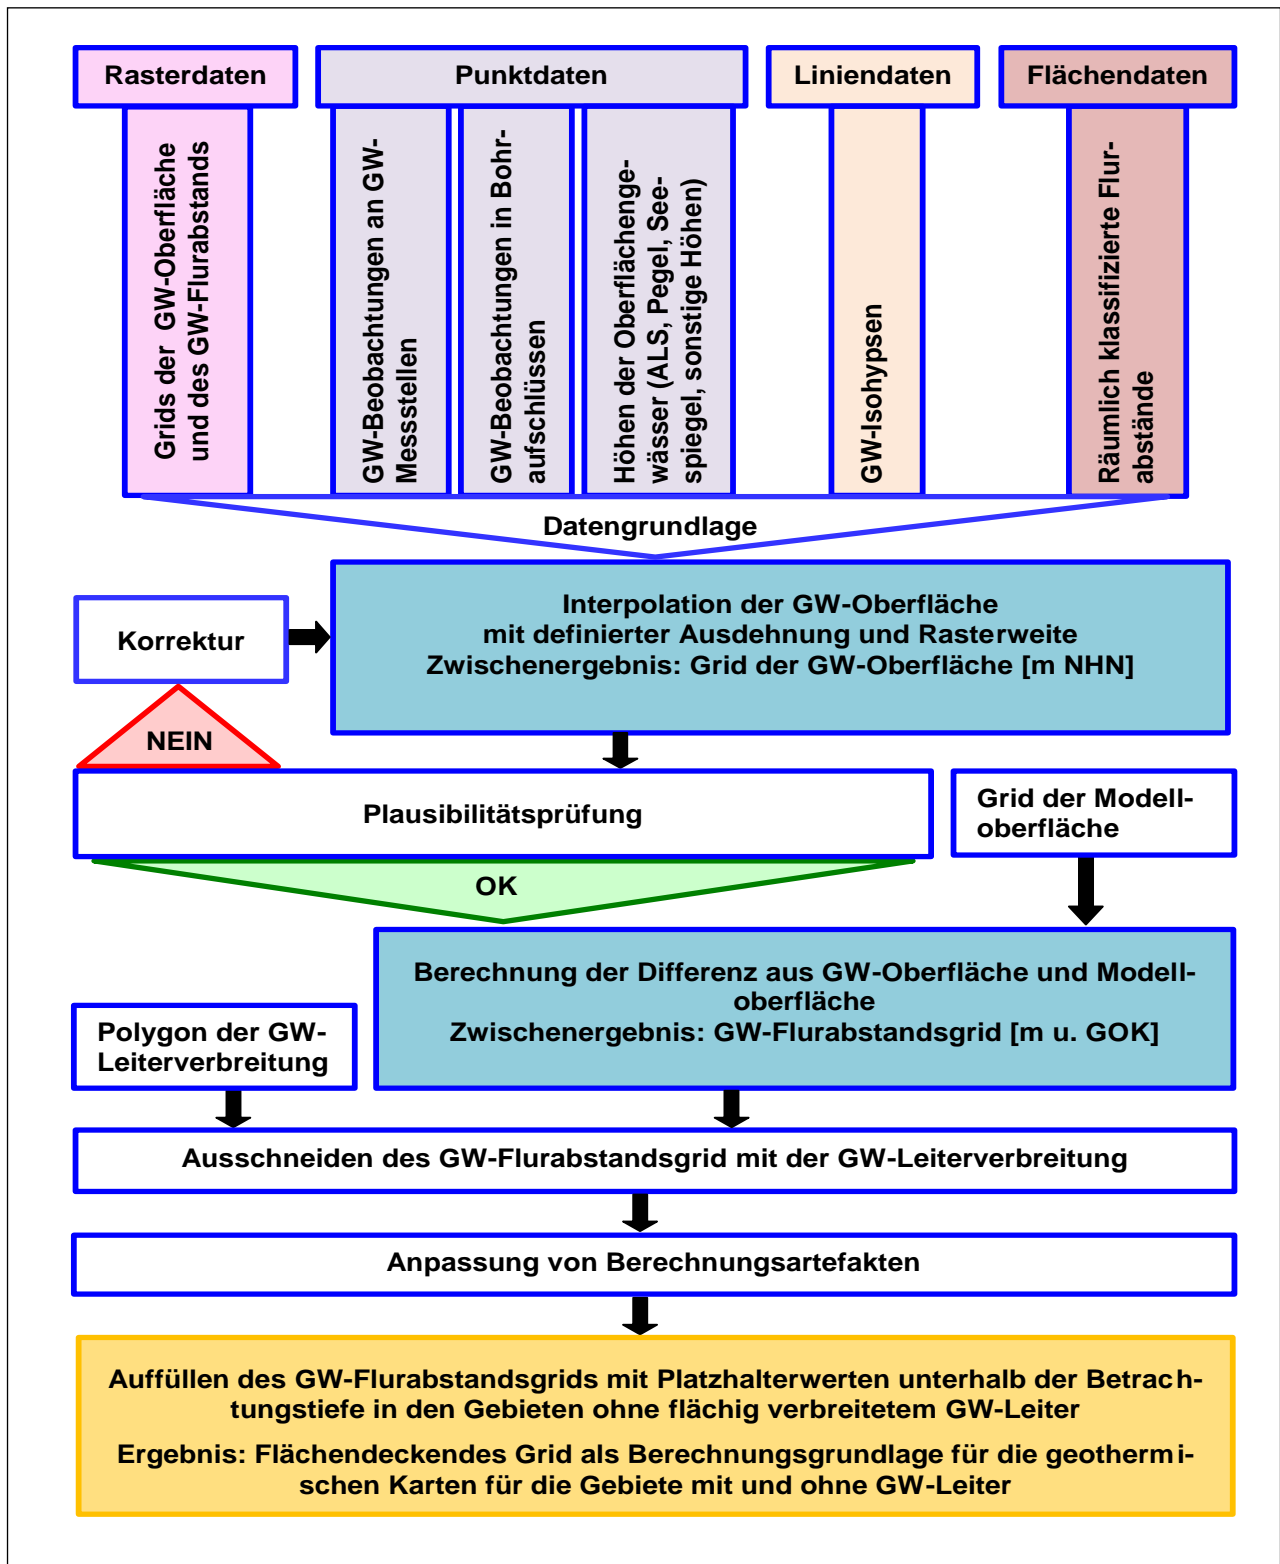 Rasterdaten
Punktdaten
Liniendaten
Flächendaten
Grids der GW-Oberfläche
und des GW-Flurabstands
GW-Beobachtungen an GW-
Messstellen
GW-Beobachtungen in Bohr-
aufschlüssen
Höhen der Oberflächenge-
wässer (ALS, Pegel, See-
spiegel, sonstige Höhen)
GW-Isohypsen
Räumlich klassifizierte Flur-
abstände
Datengrundlage
Interpolation der GW-Oberfläche
mit definierter Ausdehnung und Rasterweite
Zwischenergebnis: Grid der GW-Oberfläche [m NHN]
Korrektur
NEIN
Plausibilitätsprüfung
Grid der Modell-
oberfläche
OK
Berechnung der Differenz aus GW-Oberfläche und Modell-
oberfläche
Zwischenergebnis: GW-Flurabstandsgrid [m u. GOK]
Polygon der GW-
Leiterverbreitung
Ausschneiden des GW-Flurabstandsgrid mit der GW-Leiterverbreitung
Anpassung von Berechnungsartefakten
Auffüllen des GW-Flurabstandsgrids mit Platzhalterwerten unterhalb der Betrach-
tungstiefe in den Gebieten ohne flächig verbreitetem GW-Leiter
Ergebnis: Flächendeckendes Grid als Berechnungsgrundlage für die geothermi-
schen Karten für die Gebiete mit und ohne GW-Leiter